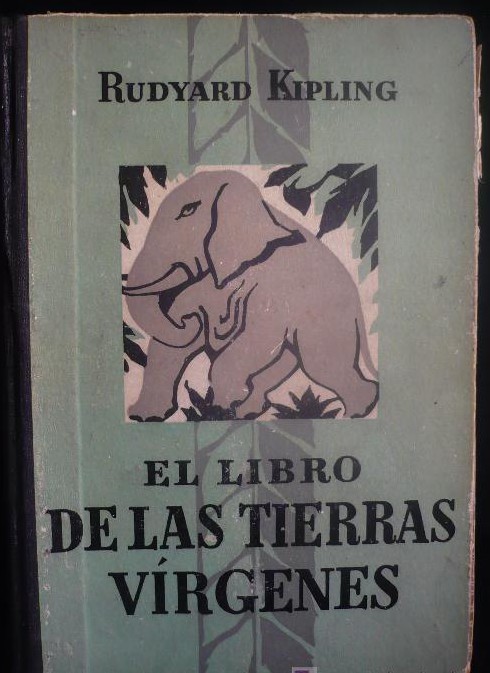 RUDYARD KIPLING
EL LIBRO
DE LAS TIERRAS
VÍRGENES